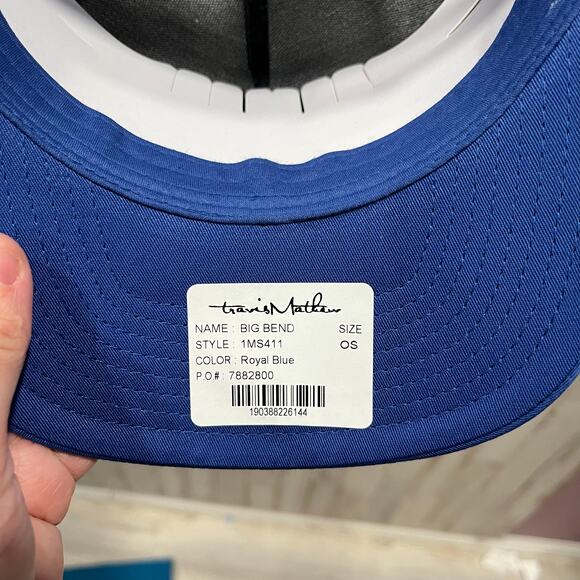 travisMathew
NAME : BIG BEND SIZE
STYLE : 1MS411 OS
COLOR : Royal Blue
P.O # : 7882800
190388226144